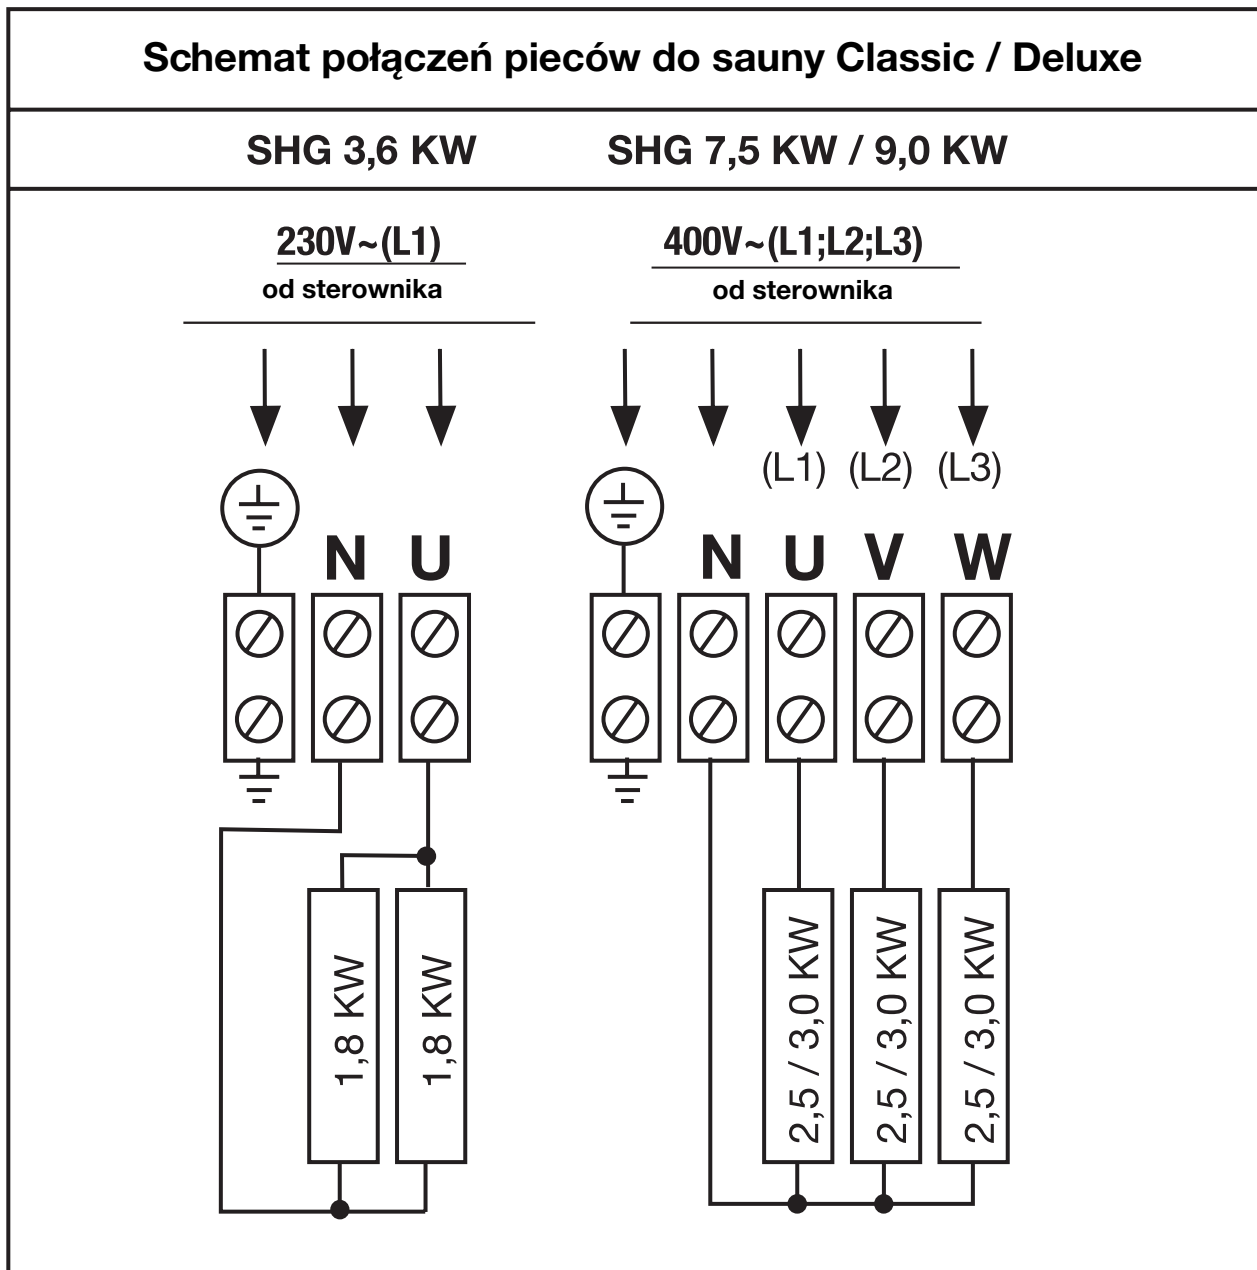 Schemat połączeń pieców do sauny Classic / Deluxe
SHG 3,6 KW SHG 7,5 KW / 9,0 KW
230V~(L1) 400V~(L1;L2;L3)
od sterownika od sterownika
(L1) (L2) (L3)
N U N U V W
1,8 KW 1,8 KW 2,5 / 3,0 KW 2,5 / 3,0 KW 2,5 / 3,0 KW